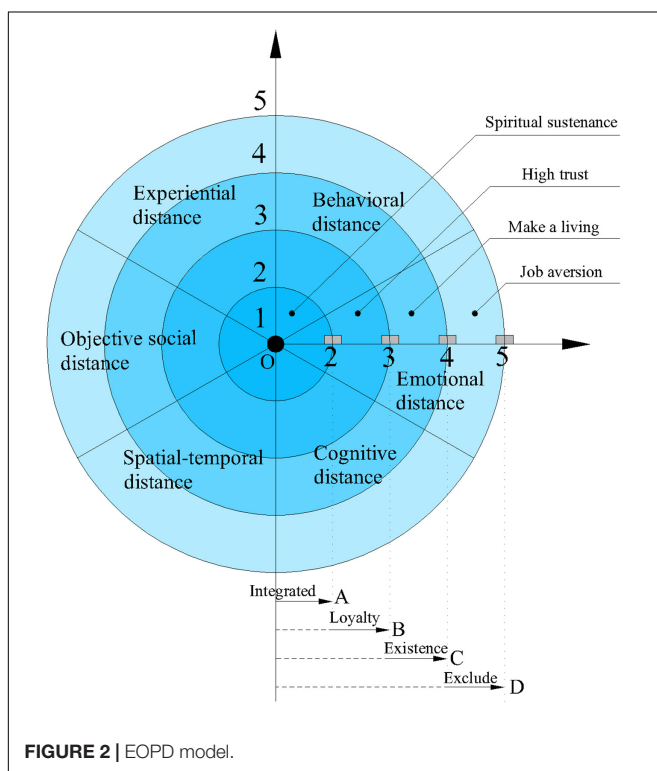 5
Spiritual sustenance
4
High trust
Experiential
distance
Behavioral
distance
3
Make a living
2
Job aversion
1
Objective social
distance
O
2
3
4
5
Emotional
distance
Spatial-temporal
distance
Cognitive
distance
Integrated
A
Loyalty
B
Existence
C
Exclude
D
FIGURE 2 | EOPD model.